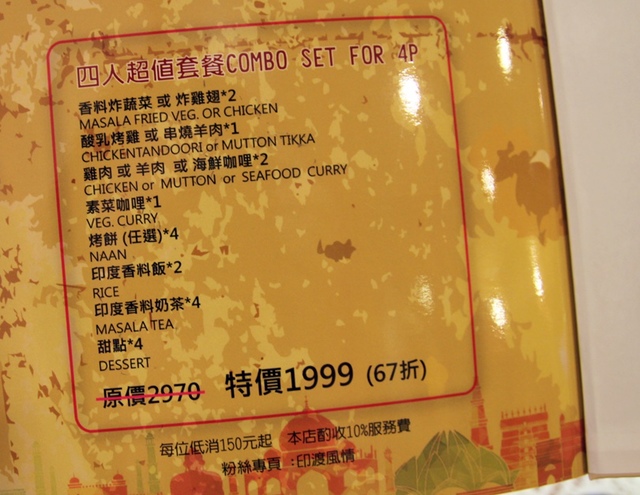 四人超值套餐COMBO SET FOR 4P
香料炸蔬菜 或 炸雞翅*2
MASALA FRIED VEG. OR CHICKEN
酸乳烤雞 或 串燒羊肉*1
CHICKENTANDOORI or MUTTON TIKKA
雞肉 或 羊肉 或 海鮮咖哩*2
CHICKEN or MUTTON or SEAFOOD CURRY
素菜咖哩*1
VEG. CURRY
烤餅 (任選)*4
NAAN
印度香料飯*2
RICE
印度香料奶茶*4
MASALA TEA
甜點*4
DESSERT
原價2970 特價1999 (67折)
每位低消150元起 本店酌收10%服務費
粉絲專頁 :印渡風情